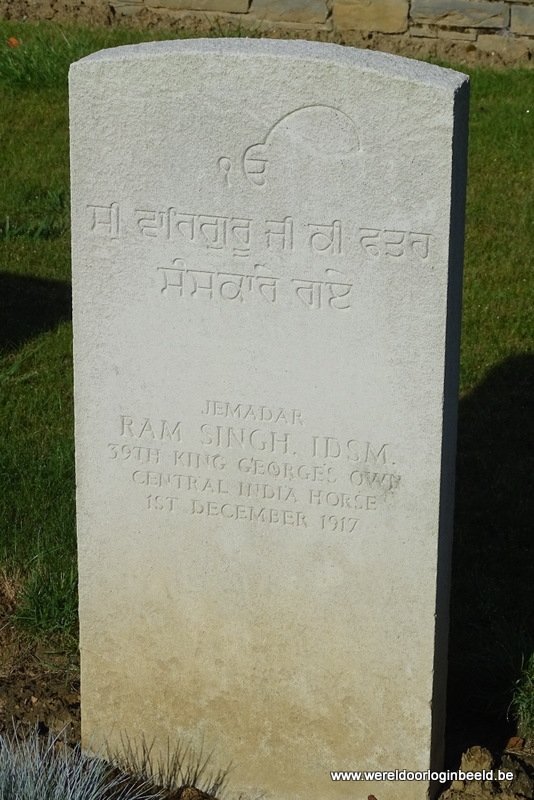 ੴ
ਸੀ ਵਾਹਿਗੁਰੂ ਜੀ ਕੀ ਫਤਹ
ਸੰਸਕਾਰੇ ਗਏ
JEMADAR
RAM SINGH. IDSM.
39TH KING GEORGE'S OWN
CENTRAL INDIA HORSE
1ST DECEMBER 1917
www.wereldoorloginbeeld.be